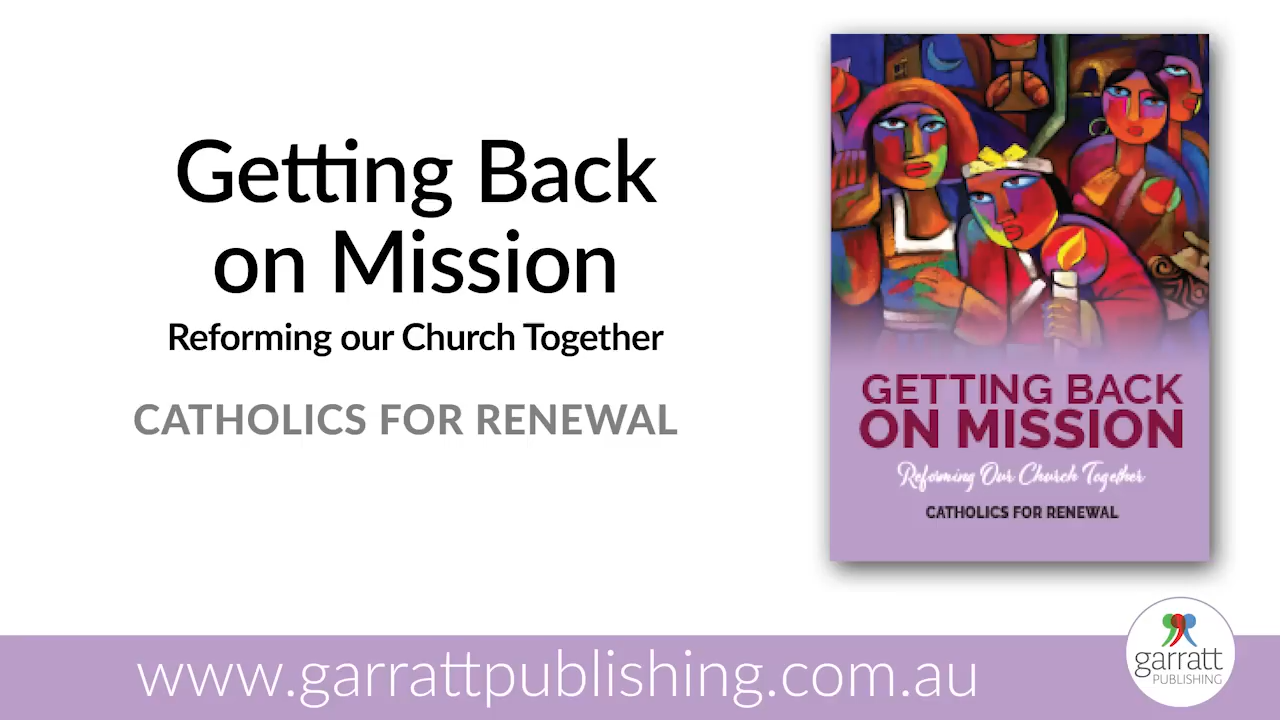 Getting Back
on Mission
Reforming our Church Together
CATHOLICS FOR RENEWAL
GETTING BACK
ON MISSION
Reforming Our Church Together
CATHOLICS FOR RENEWAL
www.garrattpublishing.com.au
garratt
PUBLISHING